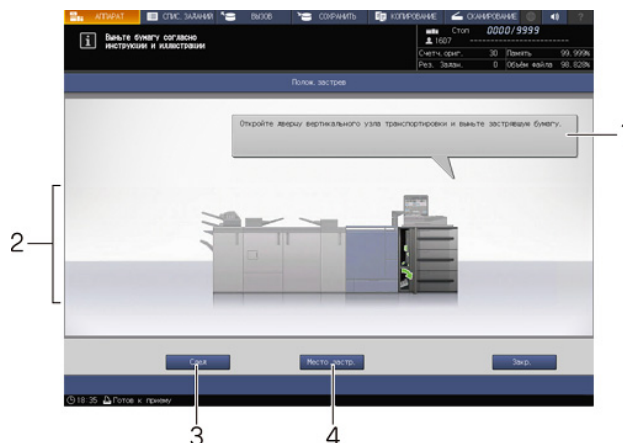 АППАРАТ
СПИС. ЗАДАНИЙ
ВЫЗОВ
СОХРАНИТЬ
КОПИРОВАНИЕ
СКАНИРОВАНИЕ
?
Выньте бумагу согласно
инструкции и иллюстрации
Стоп 0000/9999
1607
Счетч.ориг. 30 Память 99.999%
Рез. Задан. 0 Объём файла 98.828%
Полож.застрев
Откройте дверцу вертикального узла транспортировки и выньте застрявшую бумагу.
2
След
Место застр.
Закр.
18:35 Готов к приему
3
4